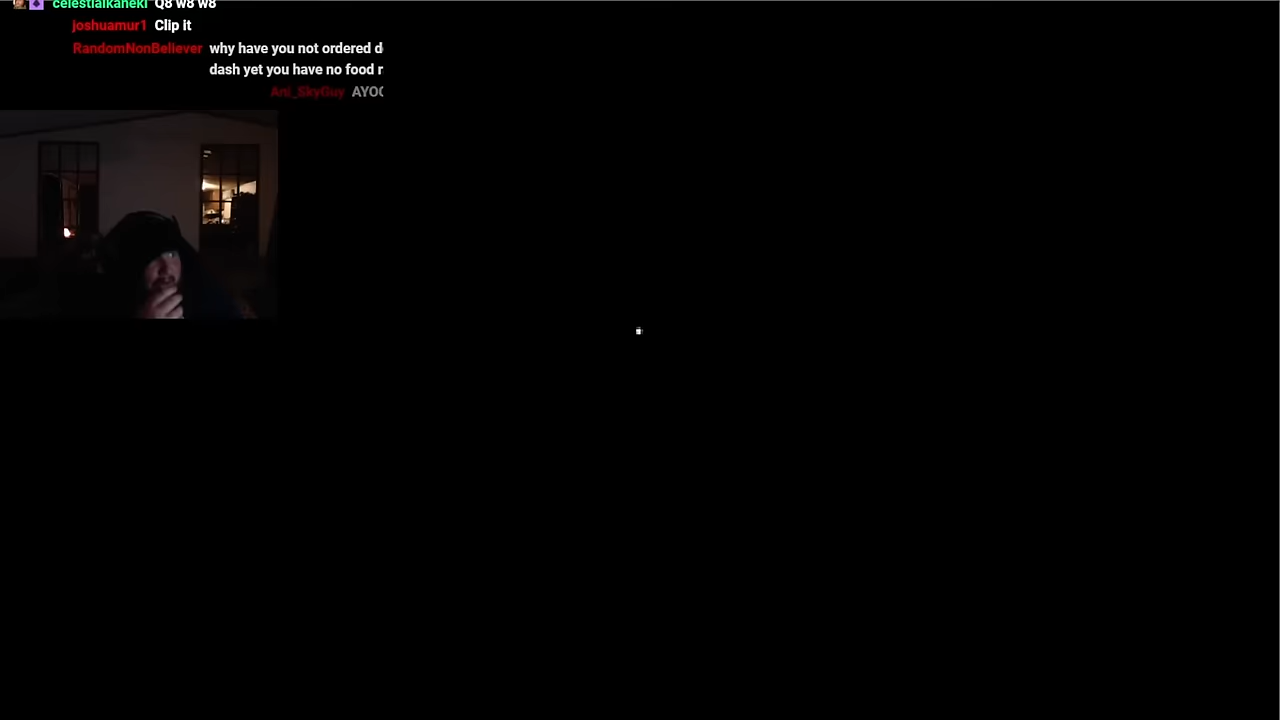 celestialkaneki Q8 w8 w8
joshuamur1 Clip it
RandomNonBeliever why have you not ordered
dash yet you have no food
Ani_SkyGuy AYO